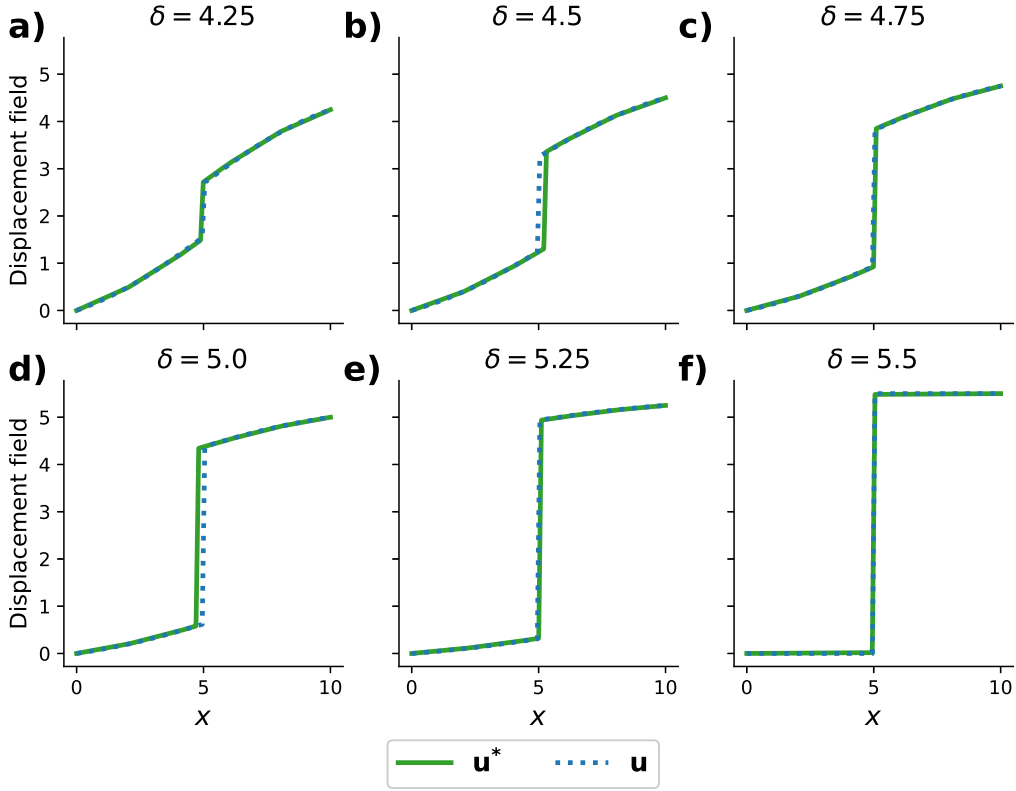 a) δ = 4.25
b) δ = 4.5
c) δ = 4.75
Displacement field
5
4
3
2
1
0
d) δ = 5.0
e) δ = 5.25
f) δ = 5.5
Displacement field
5
4
3
2
1
0
0 5 10
0 5 10
0 5 10
x x x
u* u